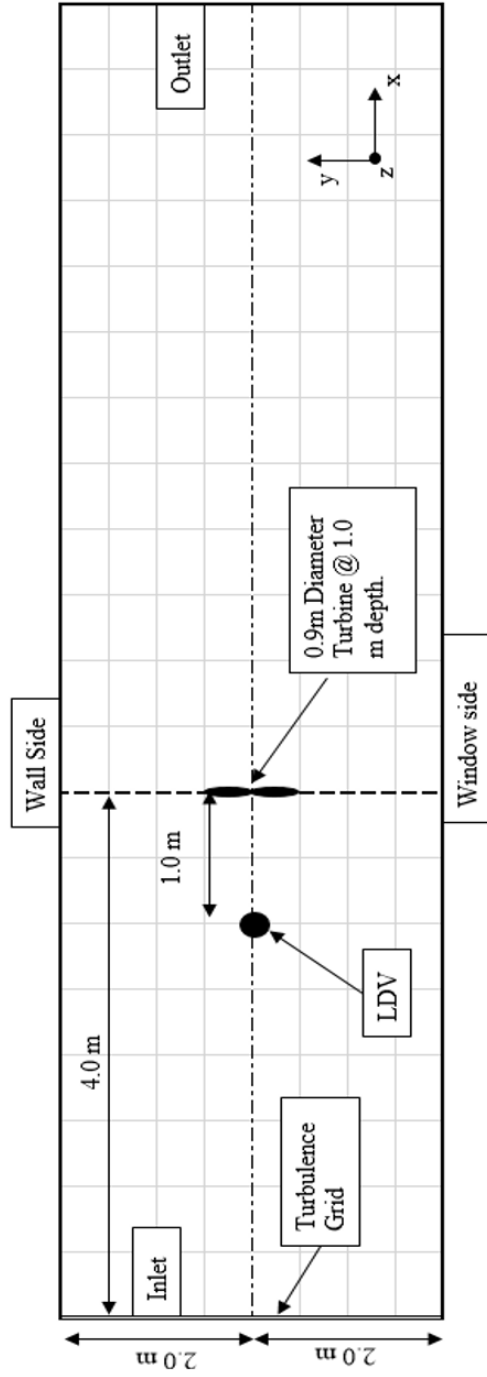 Wall Side
Outlet
4.0 m
1.0 m
Inlet
2.0 m
2.0 m
y
x
z
0.9m Diameter
Turbine @ 1.0
m depth.
LDV
Turbulence
Grid
Window side